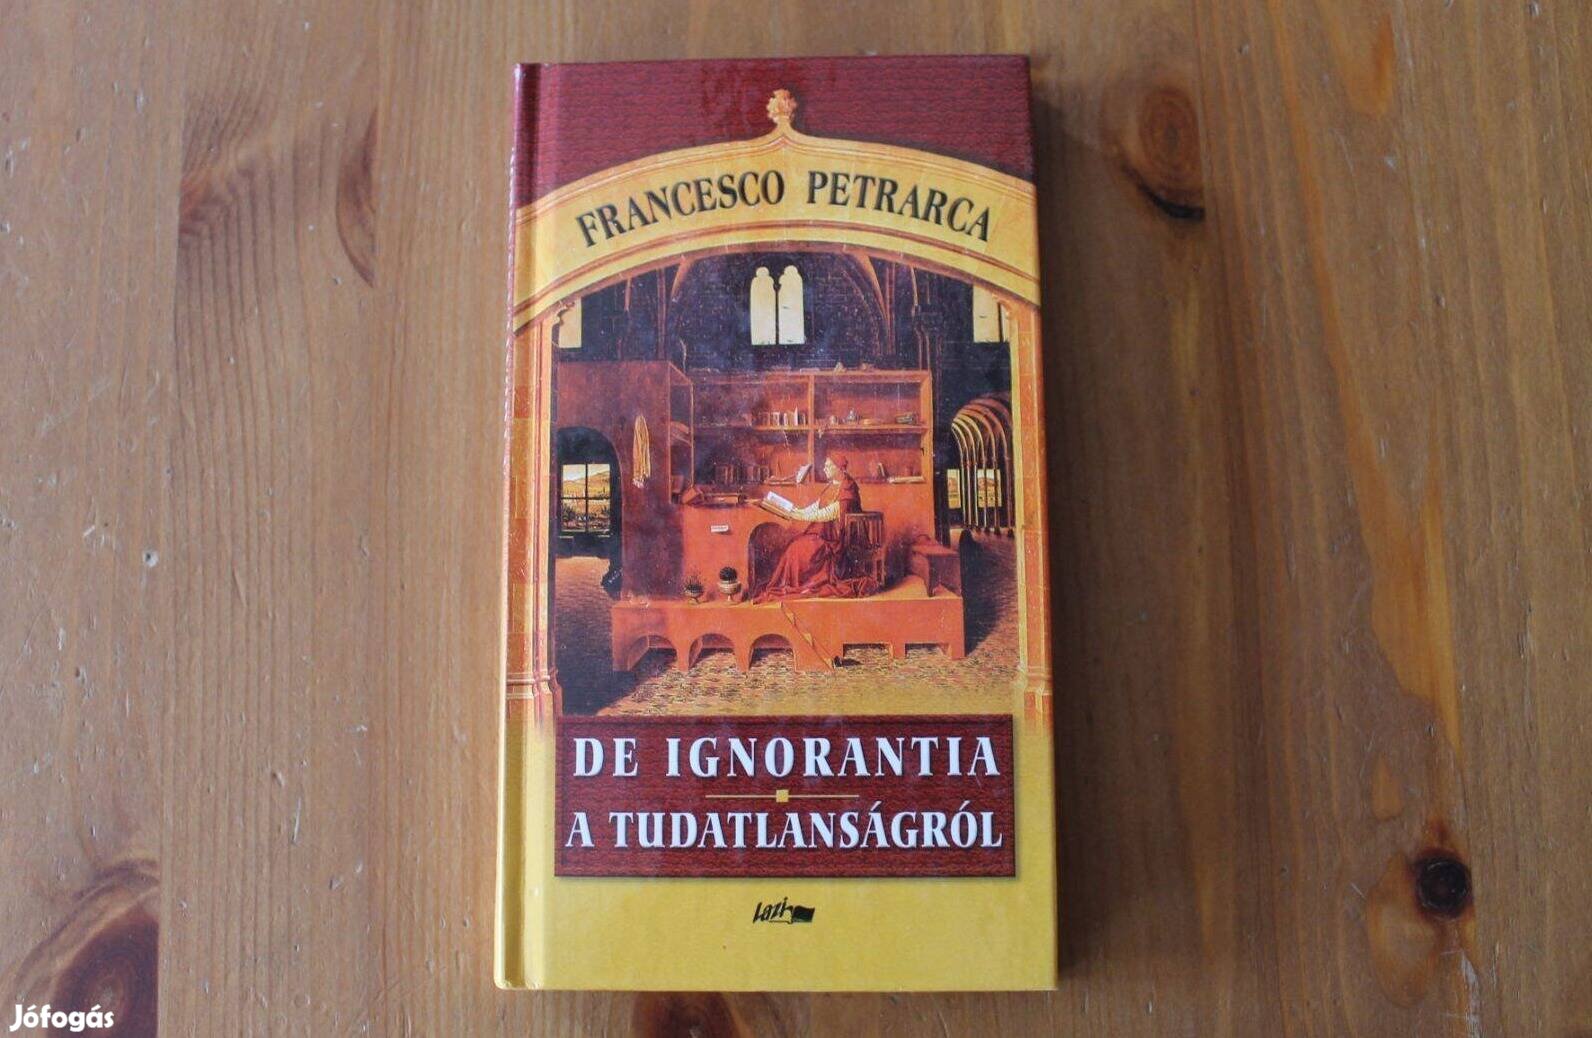 FRANCESCO PETRARCA
DE IGNORANTIA
A TUDATLANSÁGRÓL
Lazi
Jófogás